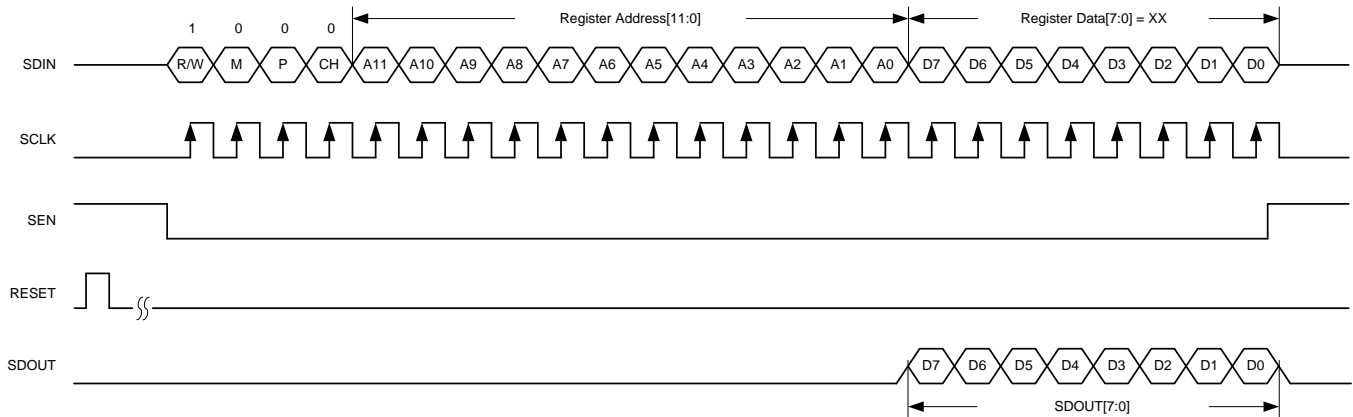 1 0 0 0 Register Address[11:0] Register Data[7:0] = XX
SDIN R/W M P CH A11 A10 A9 A8 A7 A6 A5 A4 A3 A2 A1 A0 D7 D6 D5 D4 D3 D2 D1 D0
SCLK
SEN
RESET
SDOUT D7 D6 D5 D4 D3 D2 D1 D0
SDOUT[7:0]